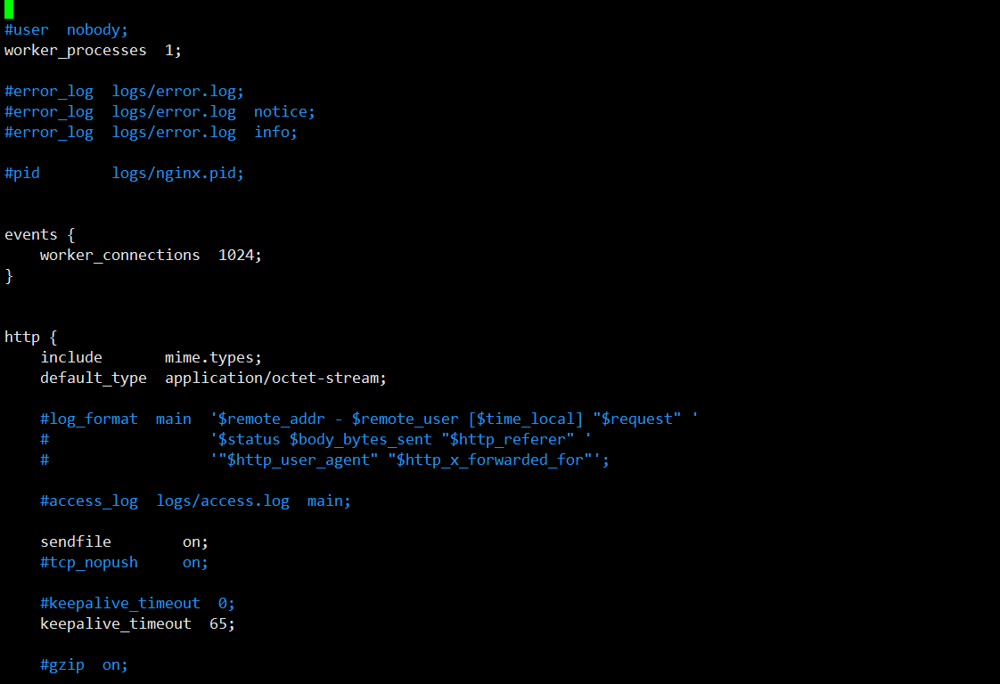 #user  nobody;
worker_processes  1;

#error_log  logs/error.log;
#error_log  logs/error.log  notice;
#error_log  logs/error.log  info;

#pid        logs/nginx.pid;


events {
    worker_connections  1024;
}


http {
    include       mime.types;
    default_type  application/octet-stream;

    #log_format  main  '$remote_addr - $remote_user [$time_local] "$request" '
    #                  '$status $body_bytes_sent "$http_referer" '
    #                  '"$http_user_agent" "$http_x_forwarded_for"';

    #access_log  logs/access.log  main;

    sendfile        on;
    #tcp_nopush     on;

    #keepalive_timeout  0;
    keepalive_timeout  65;

    #gzip  on;